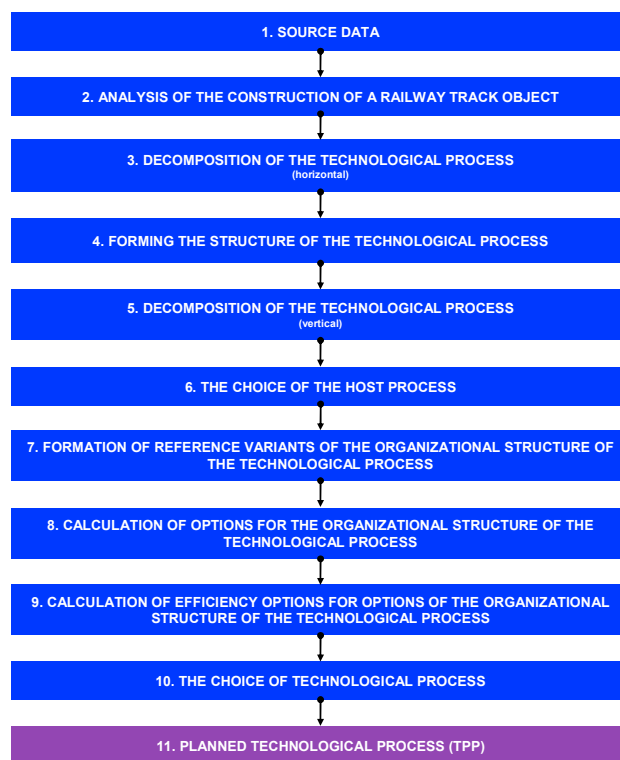 1. SOURCE DATA
2. ANALYSIS OF THE CONSTRUCTION OF A RAILWAY TRACK OBJECT
3. DECOMPOSITION OF THE TECHNOLOGICAL PROCESS
(horizontal)
4. FORMING THE STRUCTURE OF THE TECHNOLOGICAL PROCESS
5. DECOMPOSITION OF THE TECHNOLOGICAL PROCESS
(vertical)
6. THE CHOICE OF THE HOST PROCESS
7. FORMATION OF REFERENCE VARIANTS OF THE ORGANIZATIONAL STRUCTURE OF
THE TECHNOLOGICAL PROCESS
8. CALCULATION OF OPTIONS FOR THE ORGANIZATIONAL STRUCTURE OF THE
TECHNOLOGICAL PROCESS
9. CALCULATION OF EFFICIENCY OPTIONS FOR OPTIONS OF THE ORGANIZATIONAL
STRUCTURE OF THE TECHNOLOGICAL PROCESS
10. THE CHOICE OF TECHNOLOGICAL PROCESS
11. PLANNED TECHNOLOGICAL PROCESS (TPP)